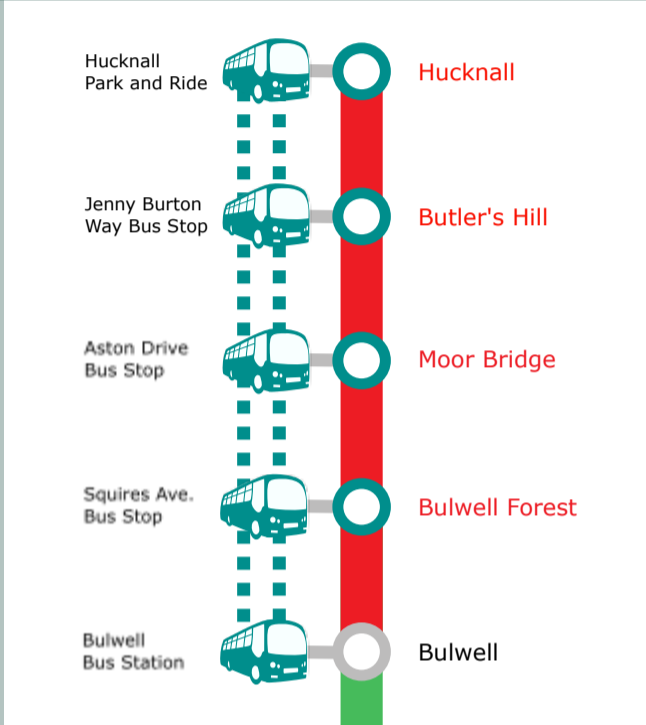 Hucknall
Park and Ride
Hucknall
Jenny Burton
Way Bus Stop
Butler's Hill
Aston Drive
Bus Stop
Moor Bridge
Squires Ave.
Bus Stop
Bulwell Forest
Bulwell
Bus Station
Bulwell